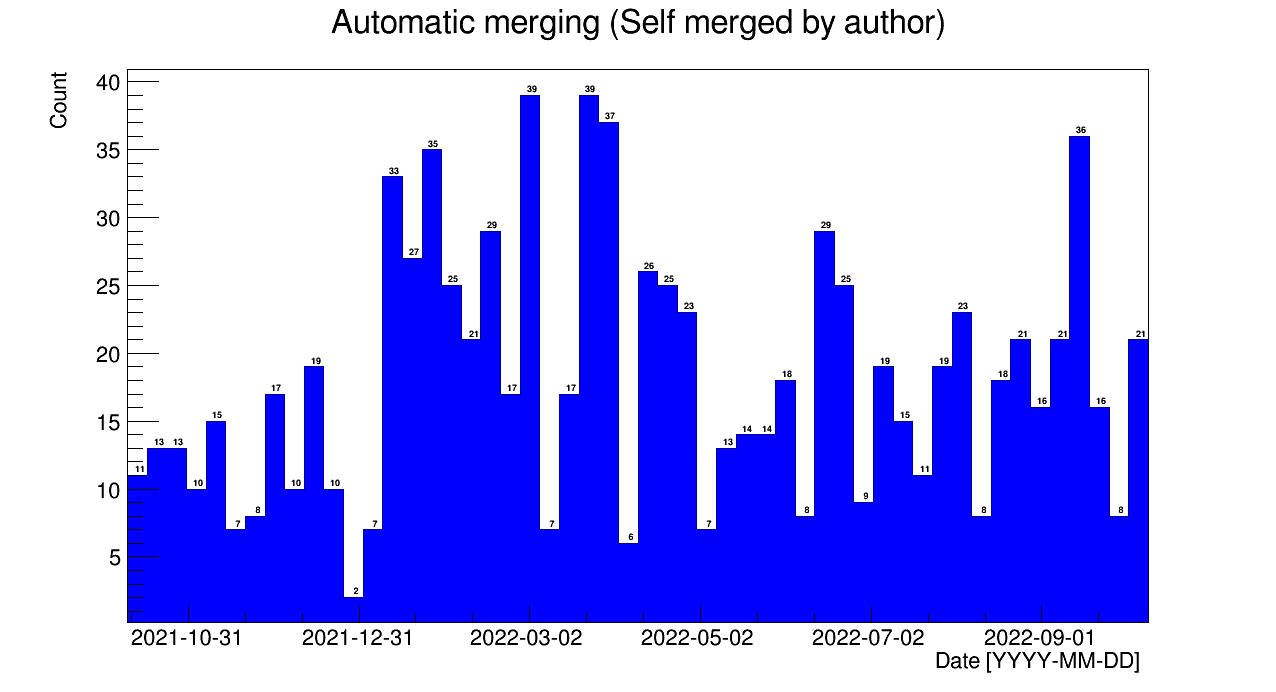 Automatic merging (Self merged by author)
Count
40
35
30
25
20
15
10
5
11 13 13 10 15 7 8 17 10 19 10 2 7 33 27 35 25 21 29 17 39 7 17 39 37 6 26 25 23 7 13 14 14 18 8 29 25 9 19 15 11 19 23 8 18 21 16 21 36 16 8 21
2021-10-31 2021-12-31 2022-03-02 2022-05-02 2022-07-02 2022-09-01
Date [YYYY-MM-DD]